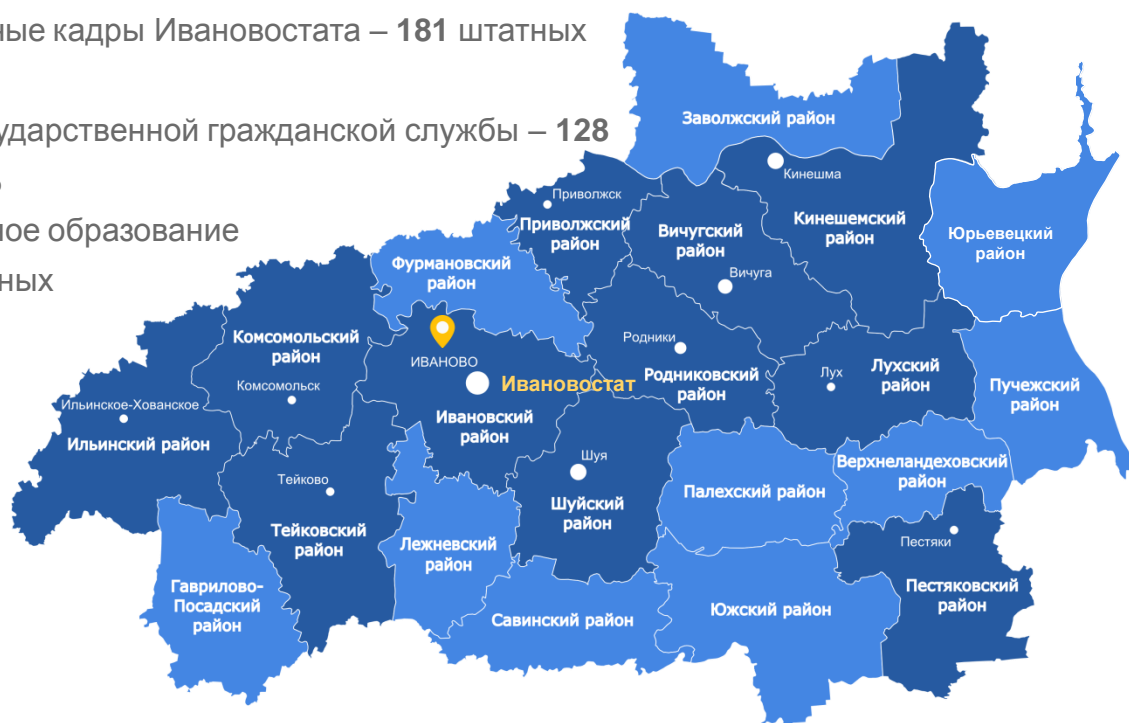 ные кадры Ивановостата – 181 штатных
ударственной гражданской службы – 128
ное образование
ных
Заволжский район
Кинешма
Приволжск
Приволжский
район
Вичугский
район
Кинешемский
район
Юрьевецкий
район
Вичуга
Фурмановский
район
Комсомольский
район
Комсомольск
ИВАНОВО
Ивановостат
Ивановский
район
Родники
Родниковский
район
Лух
Лухский
район
Пучежский
район
Ильинское-Хованское
Ильинский район
Тейково
Тейковский
район
Шуя
Шуйский
район
Лежневский
район
Палехский район
Верхнеландеховский
район
Пестяки
Пестяковский
район
Гаврилово-
Посадский
район
Савинский район
Южский район